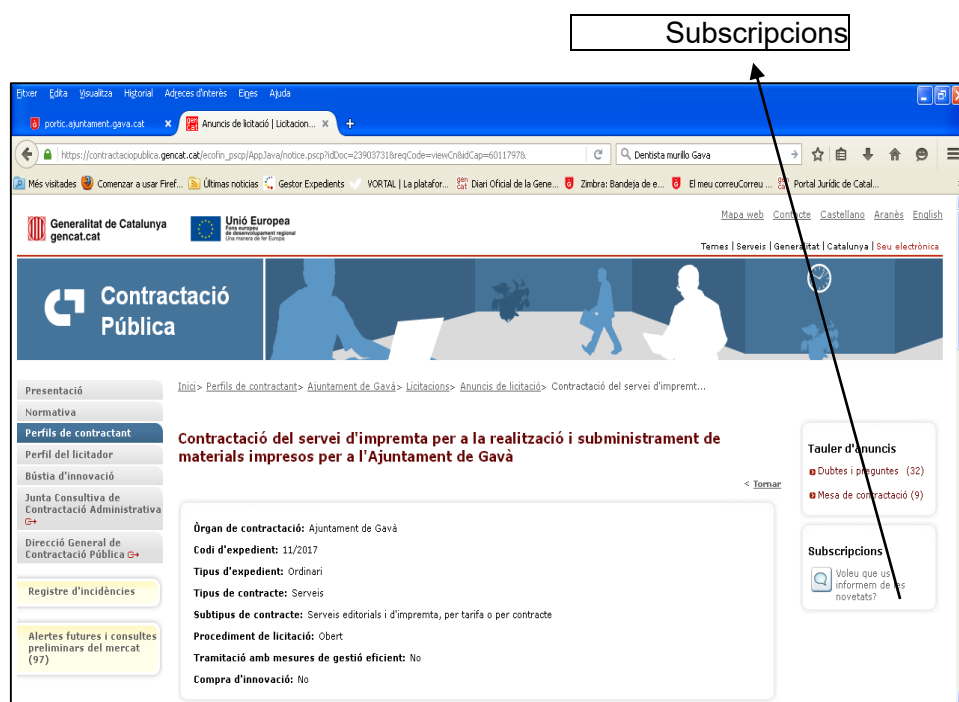 Subscripcions
Fitxer Edita Visualitza Historial Adreces d'interès Eines Ajuda
portic.ajuntament.gava.cat
Anuncis de licitació | Licitacion...
https://contractaciopublica.gencat.cat/ecofin_pscp/AppJava/notice.pscp?idDoc=23903731&reqCode=viewCn&idCap=6011797&
Dentista murillo Gava
Més visitades Comenzar a usar Firef... Últimas noticias Gestor Expedients VORTAL | La platafor... Diari Oficial de la Gene... Zimbra: Bandeja de e... El meu correuCorreu ... Portal Jurídic de Catal...
Generalitat de Catalunya
gencat.cat
Unió Europea
Fons europeu
de desenvolupament regional
Una manera de fer Europa
Mapa web Contacte Castellano Aranès English
Temes | Serveis | Generalitat | Catalunya | Seu electrònica
Contractació
Pública
Presentació
Normativa
Perfils de contractant
Perfil del licitador
Bústia d'innovació
Junta Consultiva de
Contractació Administrativa
Direcció General de
Contractació Pública
Registre d'incidències
Alertes futures i consultes
preliminars del mercat
(97)
Inici> Perfils de contractant> Ajuntament de Gavà> Licitacions> Anuncis de licitació> Contractació del servei d'impremt...
Contractació del servei d'impremta per a la realització i subministrament de
materials impresos per a l'Ajuntament de Gavà
< Tornar
Òrgan de contractació: Ajuntament de Gavà
Codi d'expedient: 11/2017
Tipus d'expedient: Ordinari
Tipus de contracte: Serveis
Subtipus de contracte: Serveis editorials i d'impremta, per tarifa o per contracte
Procediment de licitació: Obert
Tramitació amb mesures de gestió eficient: No
Compra d'innovació: No
Tauler d'anuncis
Dubtes i preguntes (32)
Mesa de contractació (9)
Subscripcions
Voleu que us
informem de les
novetats?